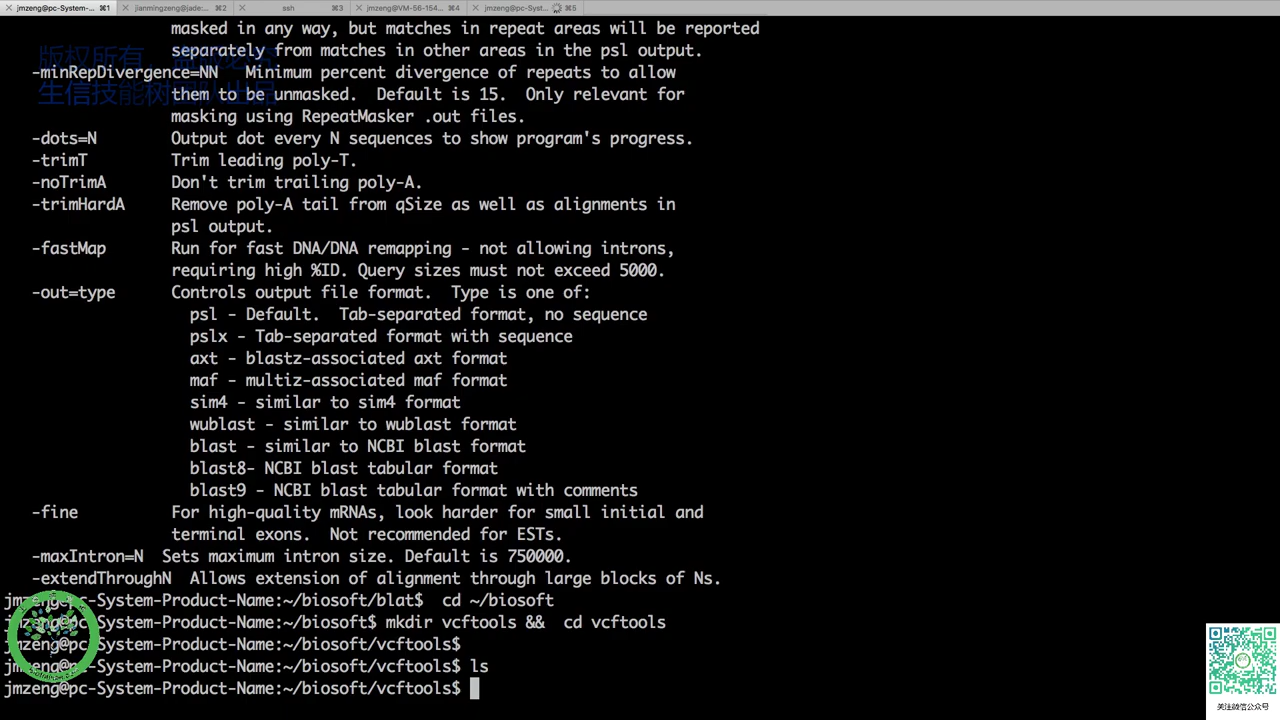 jmzeng@pc-System-... ⌘1 jianmingzeng@jade:... ⌘2 ssh ⌘3 jmzeng@VM-56-154... ⌘4 jmzeng@pc-Syst... ⌘5
masked in any way, but matches in repeat areas will be reported
separately from matches in other areas in the psl output.
版权所有，盗版必究
-minRepDivergence=NN Minimum percent divergence of repeats to allow
them to be unmasked. Default is 15. Only relevant for
生信技能树团队出品
masking using RepeatMasker .out files.
-dots=N Output dot every N sequences to show program's progress.
-trimT Trim leading poly-T.
-noTrimA Don't trim trailing poly-A.
-trimHardA Remove poly-A tail from qSize as well as alignments in
psl output.
-fastMap Run for fast DNA/DNA remapping - not allowing introns,
requiring high %ID. Query sizes must not exceed 5000.
-out=type Controls output file format. Type is one of:
psl - Default. Tab-separated format, no sequence
pslx - Tab-separated format with sequence
axt - blastz-associated axt format
maf - multiz-associated maf format
sim4 - similar to sim4 format
wublast - similar to wublast format
blast - similar to NCBI blast format
blast8- NCBI blast tabular format
blast9 - NCBI blast tabular format with comments
-fine For high-quality mRNAs, look harder for small initial and
terminal exons. Not recommended for ESTs.
-maxIntron=N Sets maximum intron size. Default is 750000.
-extendThroughN Allows extension of alignment through large blocks of Ns.
jmzeng@pc-System-Product-Name:~/biosoft/blat$ cd ~/biosoft
jmzeng@pc-System-Product-Name:~/biosoft$ mkdir vcftools && cd vcftools
jmzeng@pc-System-Product-Name:~/biosoft/vcftools$
jmzeng@pc-System-Product-Name:~/biosoft/vcftools$ ls
jmzeng@pc-System-Product-Name:~/biosoft/vcftools$
关注微信公众号